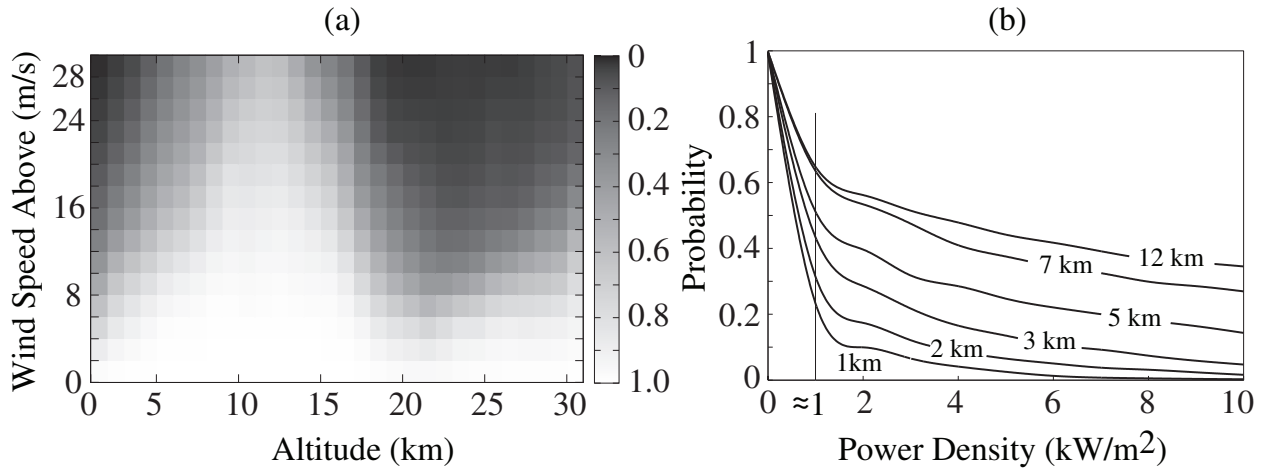 (a)
Wind Speed Above (m/s)
28
24
16
8
0
0 5 10 15 20 25 30
Altitude (km)
0
0.2
0.4
0.6
0.8
1.0
(b)
Probability
1
0.8
0.6
0.4
0.2
0
12 km
7 km
5 km
3 km
2 km
1km
0 ≈1 2 4 6 8 10
Power Density (kW/m2)